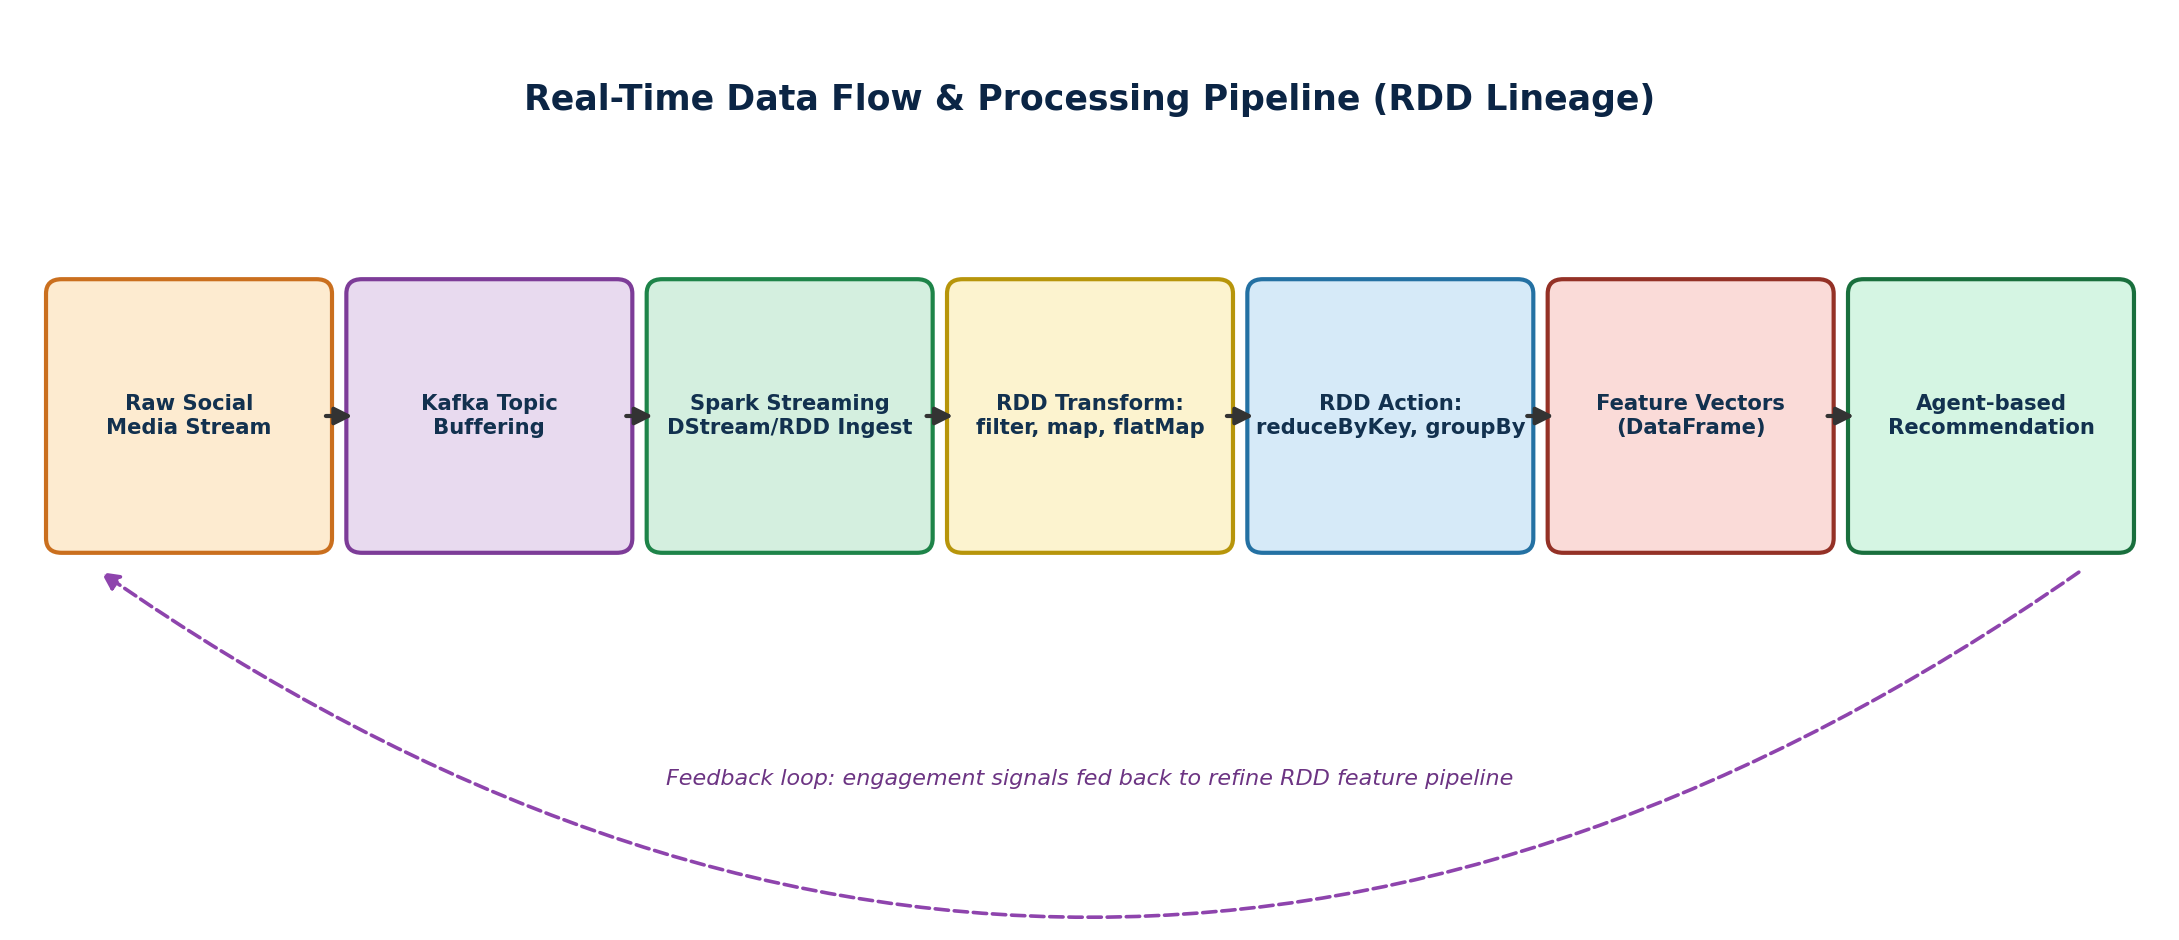 Real-Time Data Flow & Processing Pipeline (RDD Lineage)
Raw Social
Media Stream
Kafka Topic
Buffering
Spark Streaming
DStream/RDD Ingest
RDD Transform:
filter, map, flatMap
RDD Action:
reduceByKey, groupBy
Feature Vectors
(DataFrame)
Agent-based
Recommendation
Feedback loop: engagement signals fed back to refine RDD feature pipeline